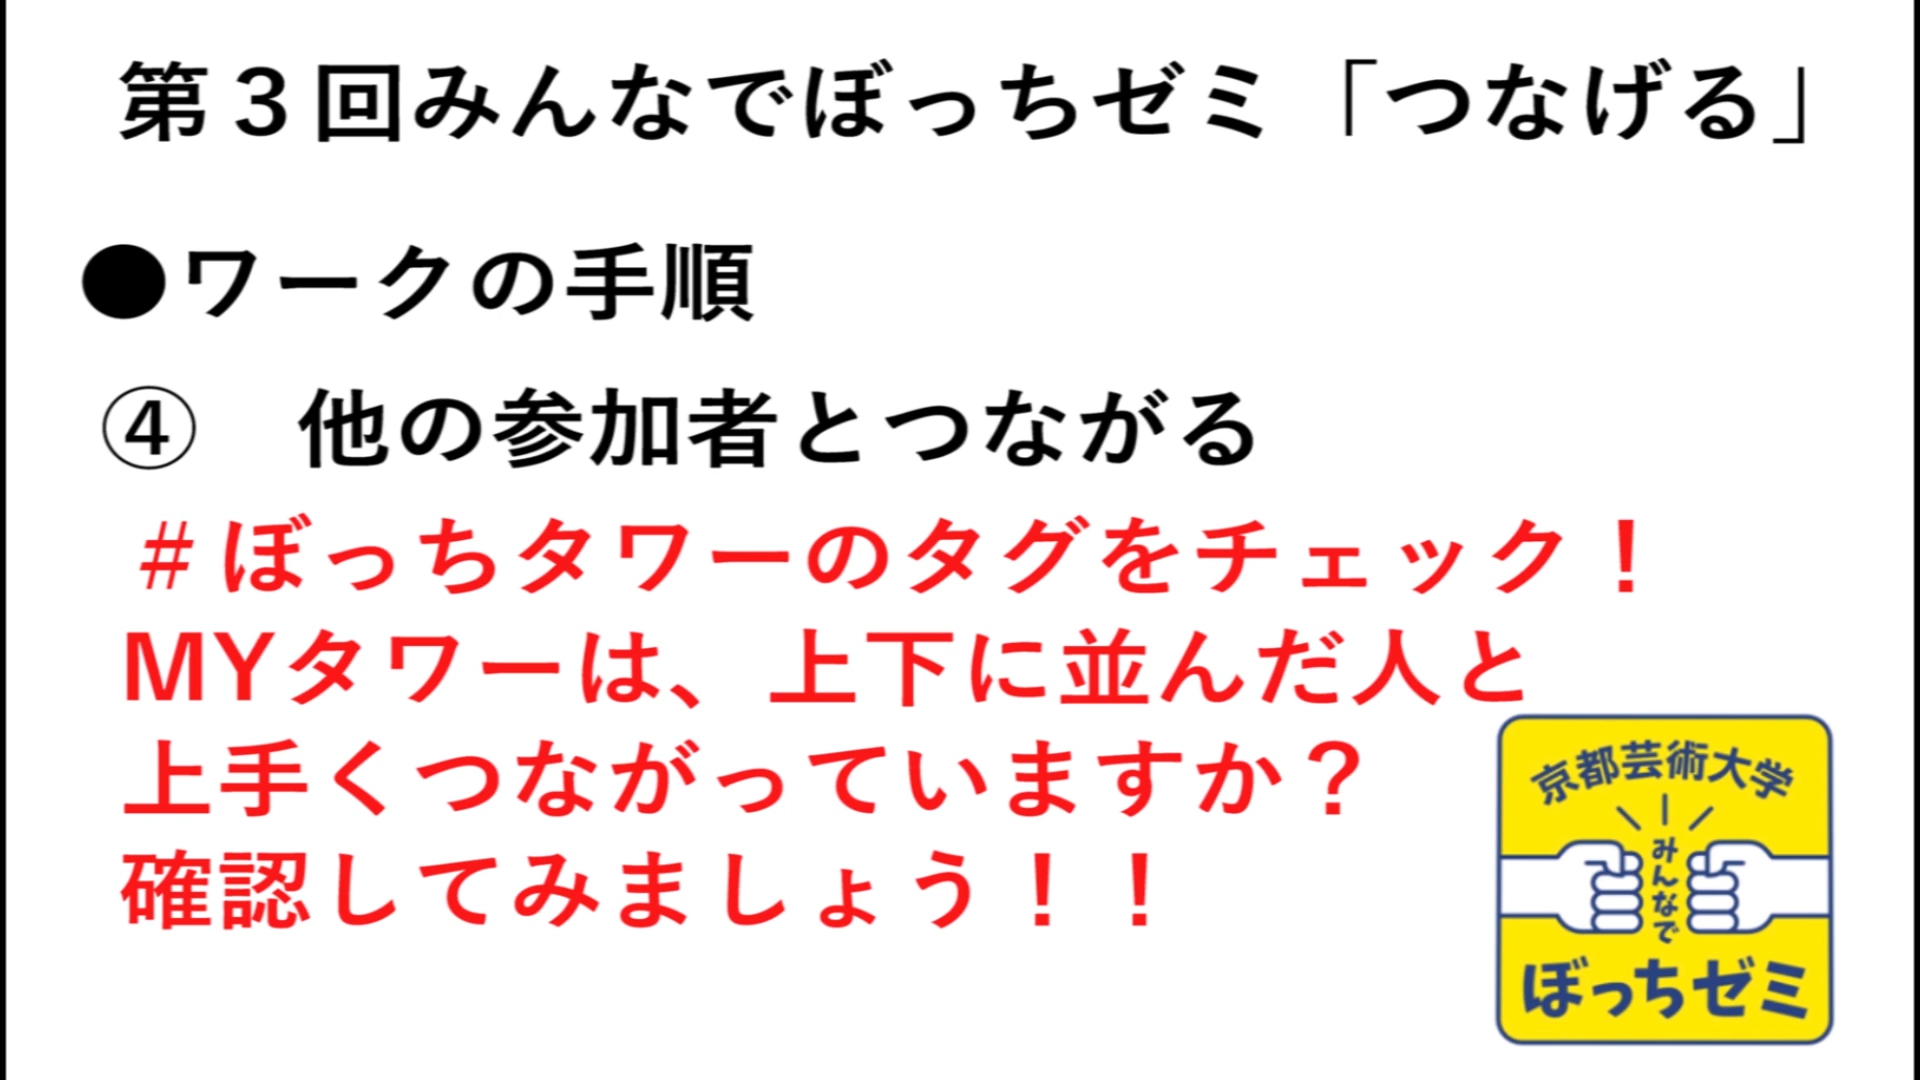 第３回みんなでぼっちゼミ「つなげる」
●ワークの手順
④　他の参加者とつながる
＃ぼっちタワーのタグをチェック！
MYタワーは、上下に並んだ人と
上手くつながっていますか？
確認してみましょう！！
京都芸術大学
みんなで
ぼっちゼミ